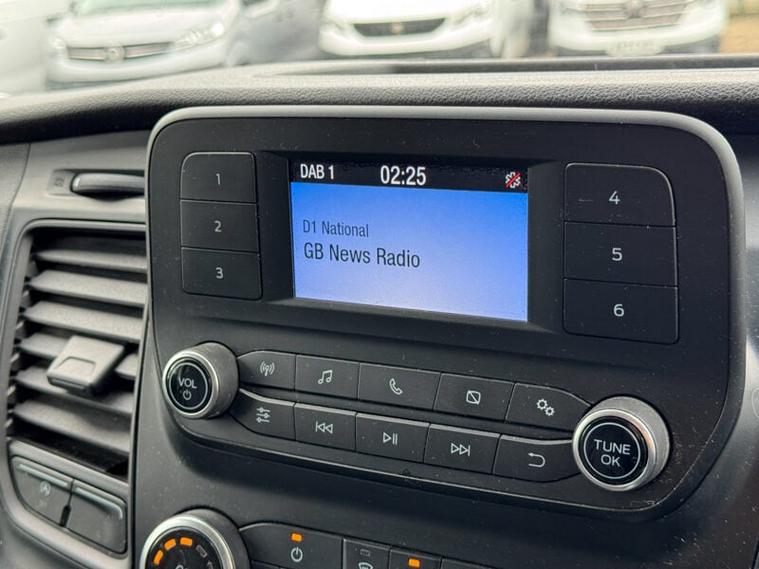 DAB 1 02:25
D1 National
GB News Radio
1
2
3
4
5
6
VOL
TUNE
OK